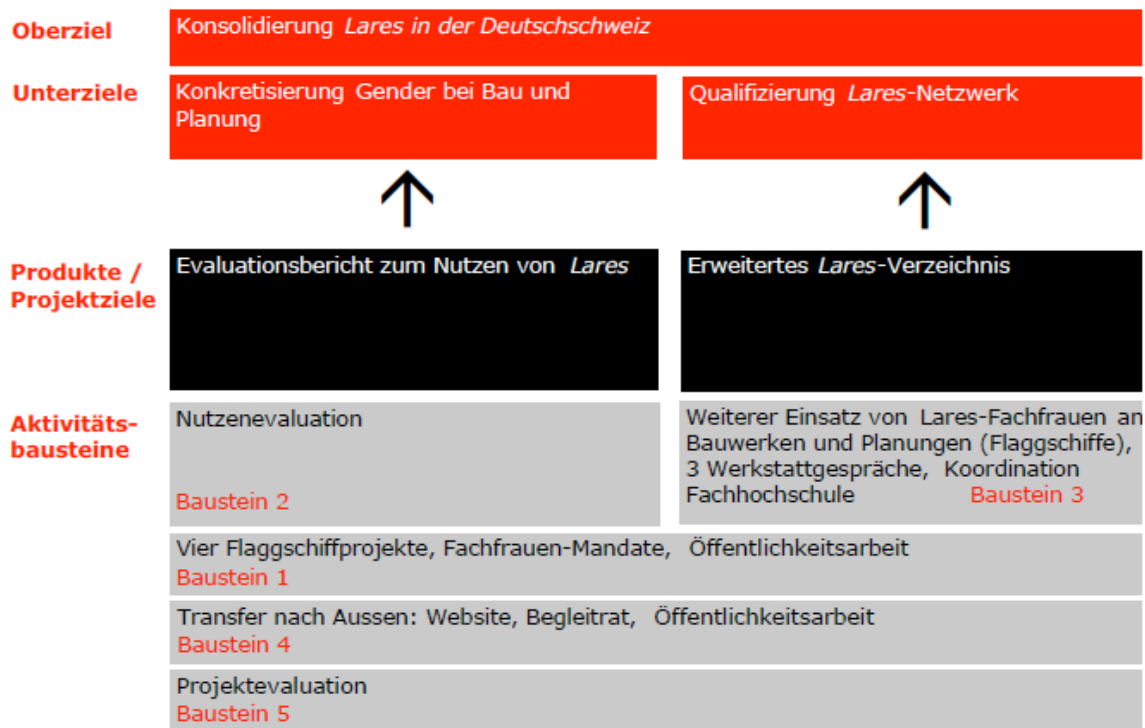 Oberziel
Konsolidierung Lares in der Deutschschweiz
Unterziele
Konkretisierung Gender bei Bau und
Planung
Qualifizierung Lares-Netzwerk
Produkte /
Projektziele
Evaluationsbericht zum Nutzen von Lares
Erweitertes Lares-Verzeichnis
Aktivitäts-
bausteine
Nutzenevaluation
Baustein 2
Weiterer Einsatz von Lares-Fachfrauen an
Bauwerken und Planungen (Flaggschiffe),
3 Werkstattgespräche, Koordination
Fachhochschule Baustein 3
Vier Flaggschiffprojekte, Fachfrauen-Mandate, Öffentlichkeitsarbeit
Baustein 1
Transfer nach Aussen: Website, Begleitrat, Öffentlichkeitsarbeit
Baustein 4
Projektevaluation
Baustein 5